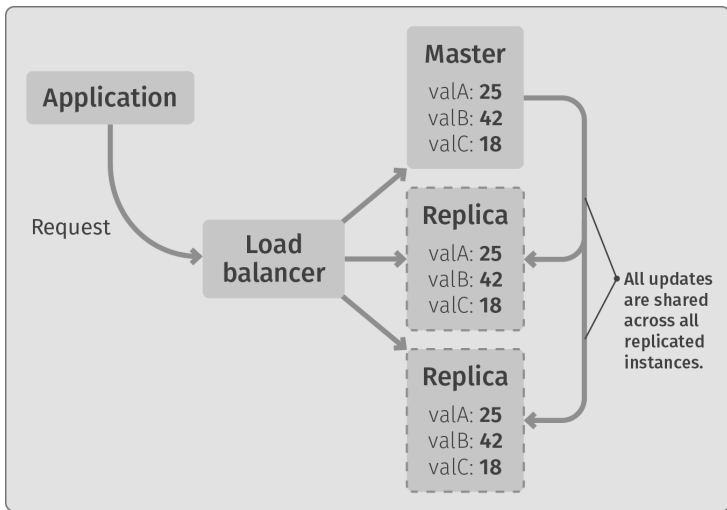 Application
Request
Load
balancer
Master
valA: 25
valB: 42
valC: 18
Replica
valA: 25
valB: 42
valC: 18
Replica
valA: 25
valB: 42
valC: 18
All updates
are shared
across all
replicated
instances.